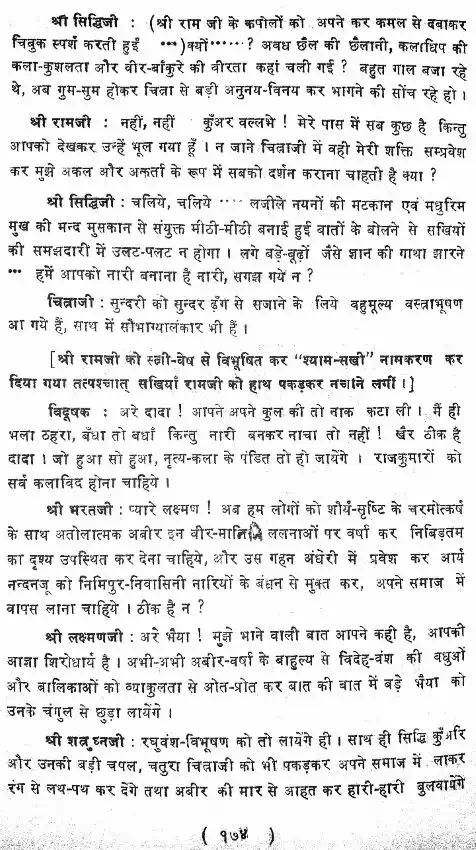 श्री सिद्धिजी : (श्री राम जी के कपोलों को अपने कर कमल से दबाकर
चिबुक स्पर्श करती हुईं ···)क्यों······? अवध छैल की छैलानी, कलाधिप की
कला-कुशलता और वीर-बाँकुरे की वीरता कहां चली गई ? बहुत गाल बजा रहे
थे, अब गुम-सुम होकर चित्रा से बड़ी अनुनय-विनय कर भागने की सोंच रहे हो ।
श्री रामजी : नहीं, नहीं कुँअर वल्लभे ! मेरे पास में सब कुछ है किन्तु
आपको देखकर उन्हें भूल गया हूँ । न जाने चित्राजी में वही मेरी शक्ति सम्प्रवेश
कर मुझे अकल और अकर्ता के रूप में सबको दर्शन कराना चाहती है क्या ?
श्री सिद्धिजी : चलिये, चलिये ···· लजीले नयनों की मटकान एवं मधुरिम
मुख की मन्द मुसकान से संयुक्त मीठी-मीठी बनाई हुई वातों के बोलने से सखियों
की समझदारी में उलट-पलट न होगा । लगे बड़े-बूढ़ों जैसे ज्ञान की गाथा झारने
··· हमें आपको नारी बनाना है नारी, सगझ गये न ?
चित्राजी : सुन्दरी को सुन्दर ढ़ँग से सजाने के लिये वहुमूल्य वस्त्राभूषण
आ गये हैं, साथ में सौभाग्यालंकार भी हैं ।
[श्री रामजी को स्त्री-वेष से विभूषित कर “श्याम-सखी” नामकरण कर
दिया गया तत्पश्चात् सखियाँ रामजी को हाथ पकड़कर नचाने लगीं ।]
बिदूषक : अरे दादा ! आपने अपने कुल की तो नाक कटा ली । मैं ही
भला ठहरा, बँधा तो बधाँ किन्तु नारी बनकर नाचा तो नहीं ! खैर ठीक है
दादा । जो हुआ सो हुआ, नृत्य-कला के पंडित तो हो जायेंगे । राजकुमारों को
सर्व कलाविद होना चाहिये ।
श्री भरतजी : प्यारे लक्ष्मण ! अब हम लोगों को शौर्य-सृष्टि के चरमोत्कर्ष
के साथ अतोलात्मक अबीर इन वीर-मानिनि ललनाओं पर वर्षा कर निबिड़तम
का दृश्य उपस्थित कर देना चाहिये, और उस गहन अंधेरी में प्रवेश कर आर्य
नन्दनजू को निमिपुर-निवासिनी नारियों के बंधन से मुक्त कर, अपने समाज में
वापस लाना चाहिये । ठीक है न ?
श्री लक्ष्मणजी : अरे भैया ! मुझे भाने वाली बात आपने कही है, आपकी
आज्ञा शिरोधार्य है । अभी-अभी अबीर-वर्षा के बाहुल्य से विदेह-वंश की बधुओं
और बालिकाओं को व्याकुलता से ओत-प्रोत कर बात की बात में बड़े भैया को
उनके चंगुल से छुड़ा लायेंगे ।
श्री शत्रुघ्नजी : रघुवंश-विभूषण को तो लायेंगे ही । साथ ही सिद्धि कुँअरि
और उनकी बड़ी चपल, चतुरा चित्राजी को भी पकड़कर अपने समाज में लाकर
रंग से लथ-पथ कर देंगे तथा अबीर की मार से आहत कर हारी-हारी बुलवायेंगे
( १७४ )